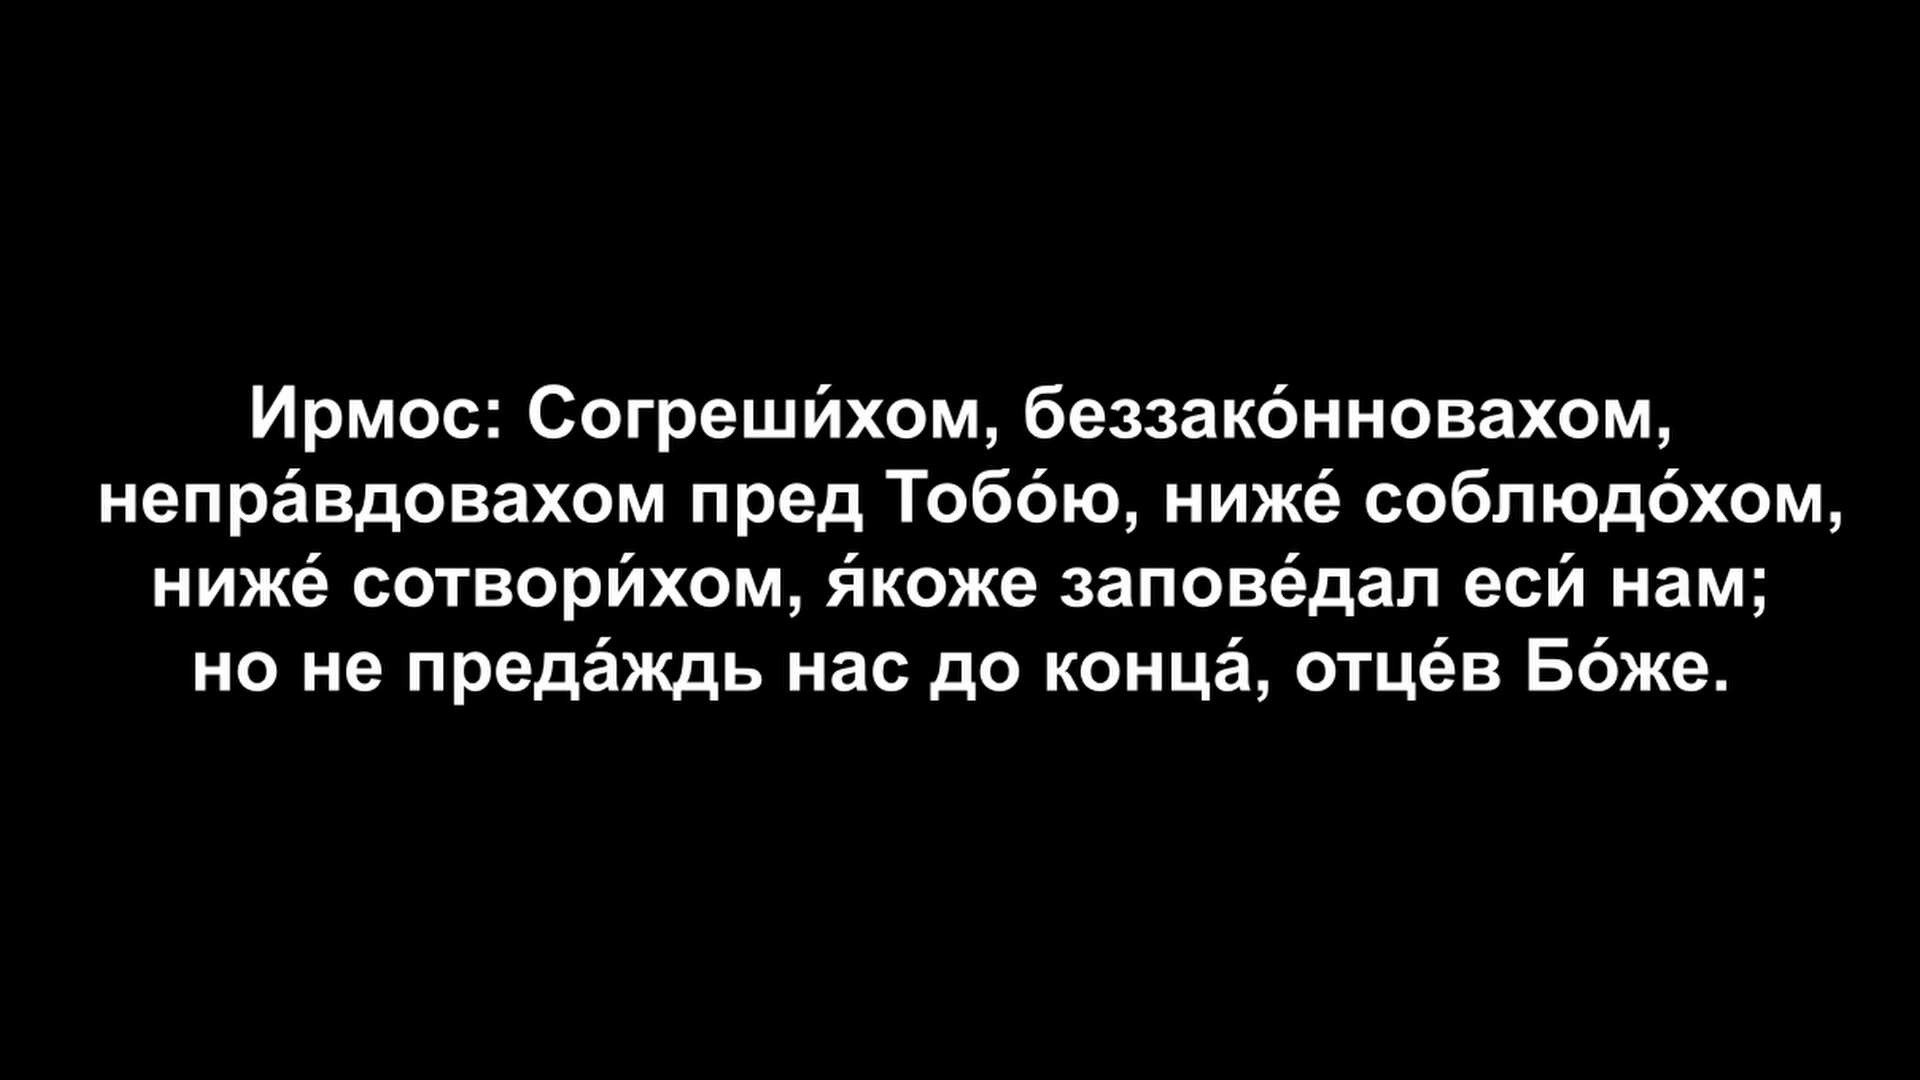 Ирмос: Согреши́хом, беззако́нновахом,
непра́вдовахом пред Тобо́ю, ниже́ соблюдо́хом,
ниже́ сотвори́хом, я́коже запове́дал еси́ нам;
но не преда́ждь нас до конца́, отце́в Бо́же.